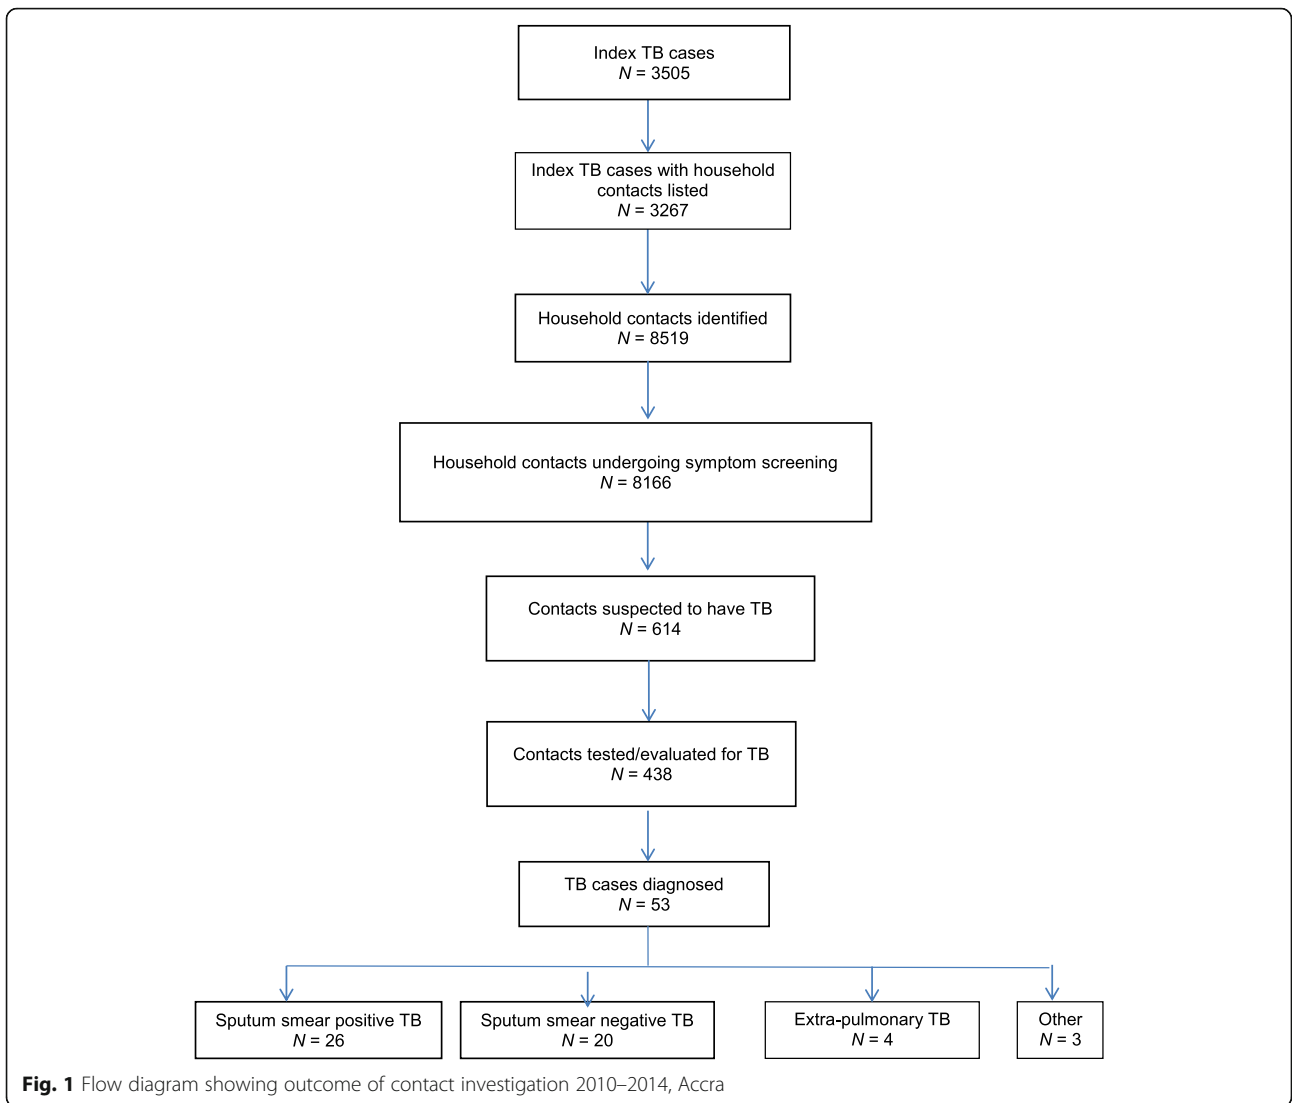 Index TB cases
N = 3505
Index TB cases with household
contacts listed
N = 3267
Household contacts identified
N = 8519
Household contacts undergoing symptom screening
N = 8166
Contacts suspected to have TB
N = 614
Contacts tested/evaluated for TB
N = 438
TB cases diagnosed
N = 53
Sputum smear positive TB
N = 26
Sputum smear negative TB
N = 20
Extra-pulmonary TB
N = 4
Other
N = 3
Fig. 1 Flow diagram showing outcome of contact investigation 2010–2014, Accra